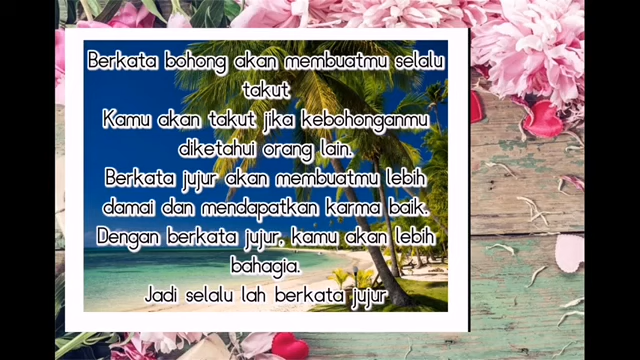 Berkata bohong akan membuatmu selalu
takut
Kamu akan takut jika kebohonganmu
diketahui orang lain.
Berkata jujur akan membuatmu lebih
damai dan mendapatkan karma baik.
Dengan berkata jujur, kamu akan lebih
bahagia.
Jadi selalu lah berkata jujur